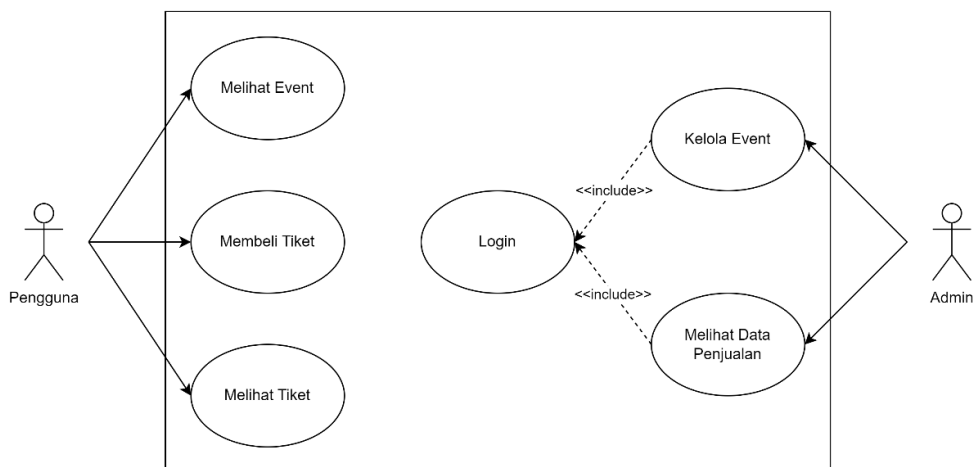 Melihat Event
Kelola Event
<<include>>
Membeli Tiket
Login
Pengguna
Admin
<<include>>
Melihat Data
Penjualan
Melihat Tiket